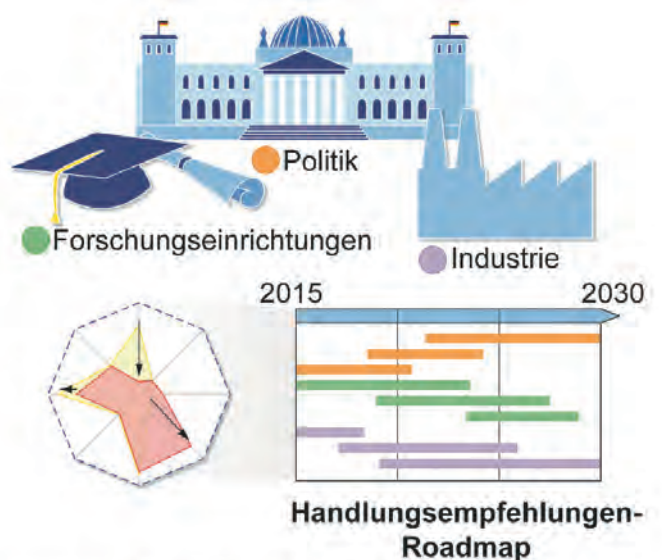 Politik
Forschungseinrichtungen
Industrie
2015 2030
Handlungsempfehlungen-
Roadmap